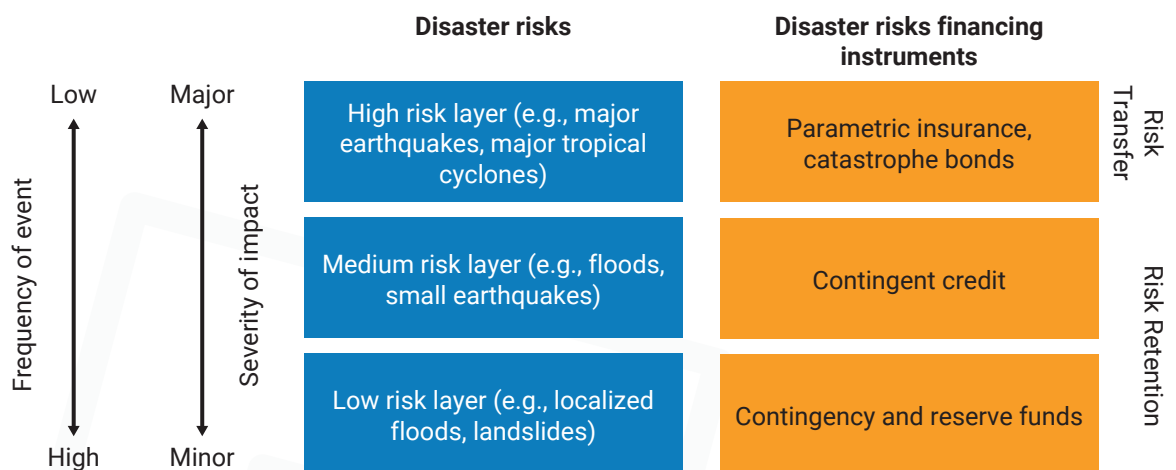 Disaster risks
Disaster risks financing
instruments
Low
Major
Frequency of event
Severity of impact
High
Minor
High risk layer (e.g., major
earthquakes, major tropical
cyclones)
Parametric insurance,
catastrophe bonds
Risk
Transfer
Medium risk layer (e.g., floods,
small earthquakes)
Contingent credit
Low risk layer (e.g., localized
floods, landslides)
Contingency and reserve funds
Risk Retention